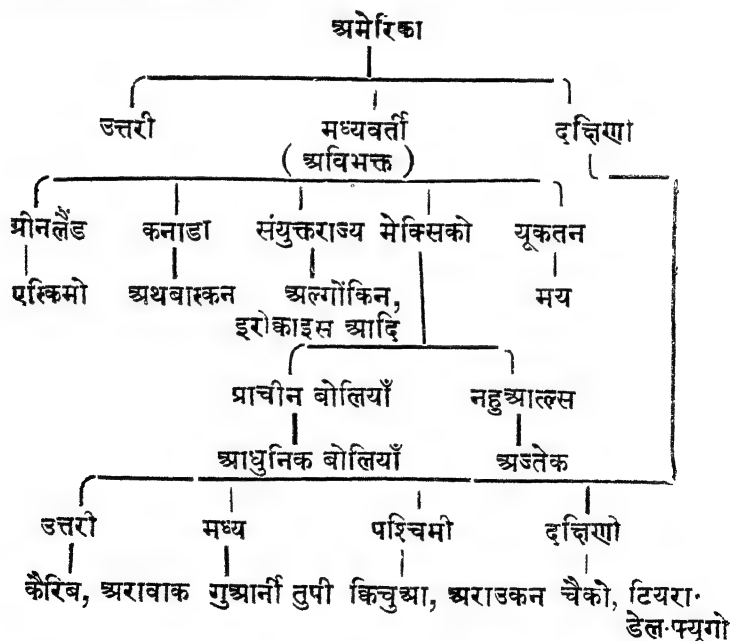 अमेरिका
उत्तरी मध्यवर्ती दक्षिणी
( अविभक्त )
ग्रीनलैंड कनाडा संयुक्तराज्य मेक्सिको यूकतन
एस्किमो अथबास्कन अल्गोंकिन, मय
इरोकाइस आदि
प्राचीन बोलियाँ नहुआत्ल्स
आधुनिक बोलियाँ अज्तेक
उत्तरी मध्य पश्चिमी दक्षिणी
कैरिब, अरावाक गुआर्नी तुपी क्विचुआ, अराउकन चैको, टियरा-
डेल-फ्यूगो